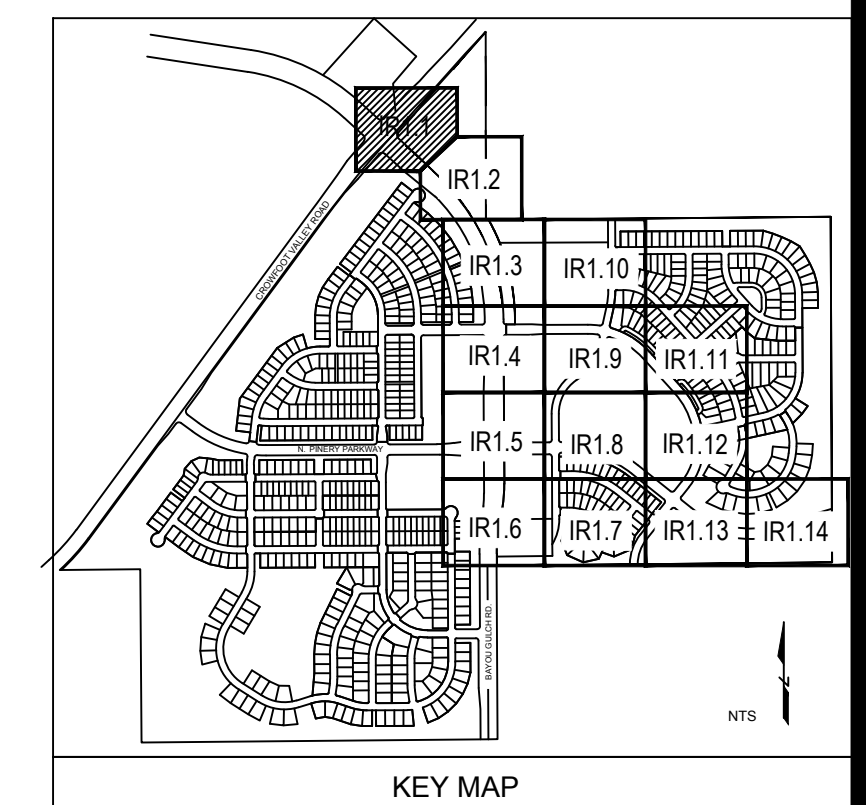 IR1.1
IR1.2
CROWFOOT VALLEY ROAD
IR1.3
IR1.10
IR1.4
IR1.9
IR1.11
N. PINERY PARKWAY
IR1.5
IR1.8
IR1.12
IR1.6
IR1.7
IR1.13
IR1.14
BAYOU GULCH RD.
N
NTS
KEY MAP